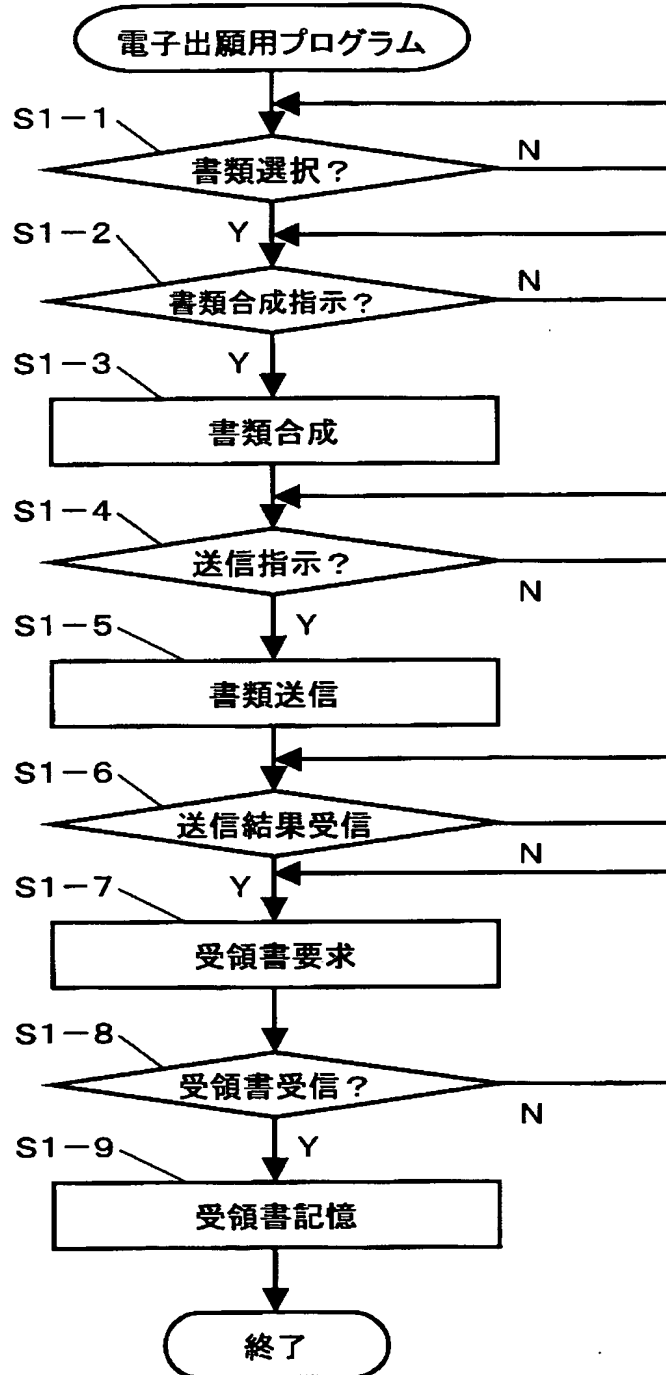 電子出願用プログラム
S1-1
書類選択?
N
Y
S1-2
書類合成指示?
N
Y
S1-3
書類合成
S1-4
送信指示?
N
Y
S1-5
書類送信
S1-6
送信結果受信
N
Y
S1-7
受領書要求
S1-8
受領書受信?
N
Y
S1-9
受領書記憶
終了